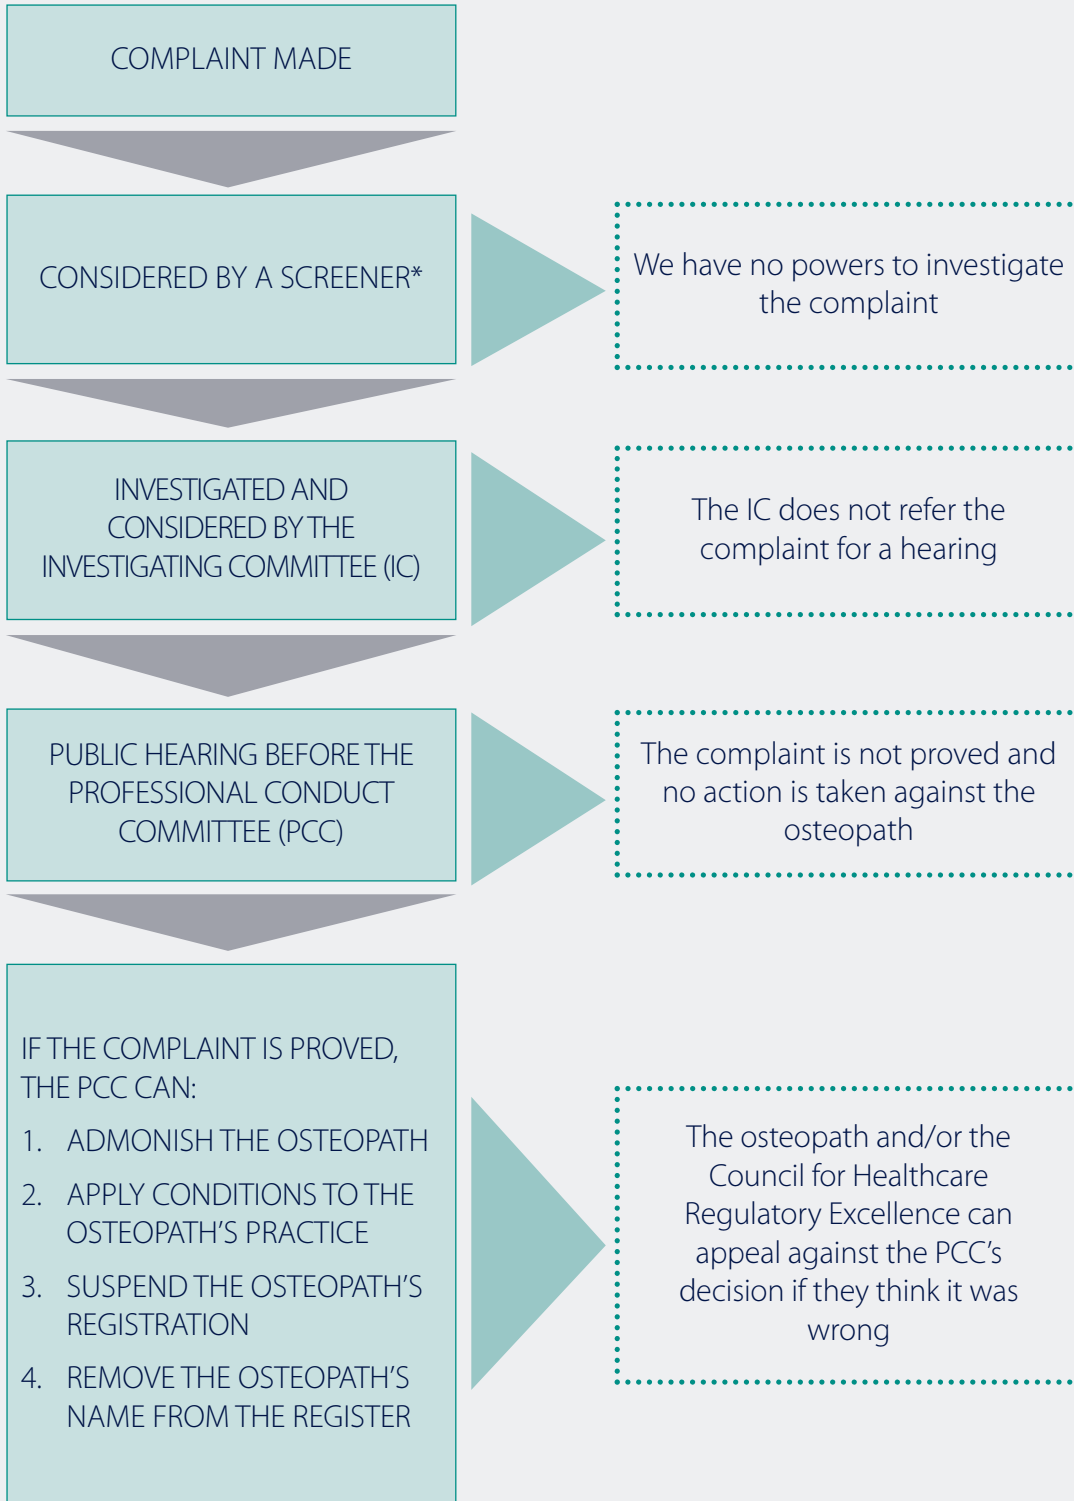 COMPLAINT MADE
CONSIDERED BY A SCREENER*
We have no powers to investigate
the complaint
INVESTIGATED AND
CONSIDERED BY THE
INVESTIGATING COMMITTEE (IC)
The IC does not refer the
complaint for a hearing
PUBLIC HEARING BEFORE THE
PROFESSIONAL CONDUCT
COMMITTEE (PCC)
The complaint is not proved and
no action is taken against the
osteopath
IF THE COMPLAINT IS PROVED,
THE PCC CAN:
1. ADMONISH THE OSTEOPATH
2. APPLY CONDITIONS TO THE
OSTEOPATH'S PRACTICE
3. SUSPEND THE OSTEOPATH'S
REGISTRATION
4. REMOVE THE OSTEOPATH'S
NAME FROM THE REGISTER
The osteopath and/or the
Council for Healthcare
Regulatory Excellence can
appeal against the PCC's
decision if they think it was
wrong